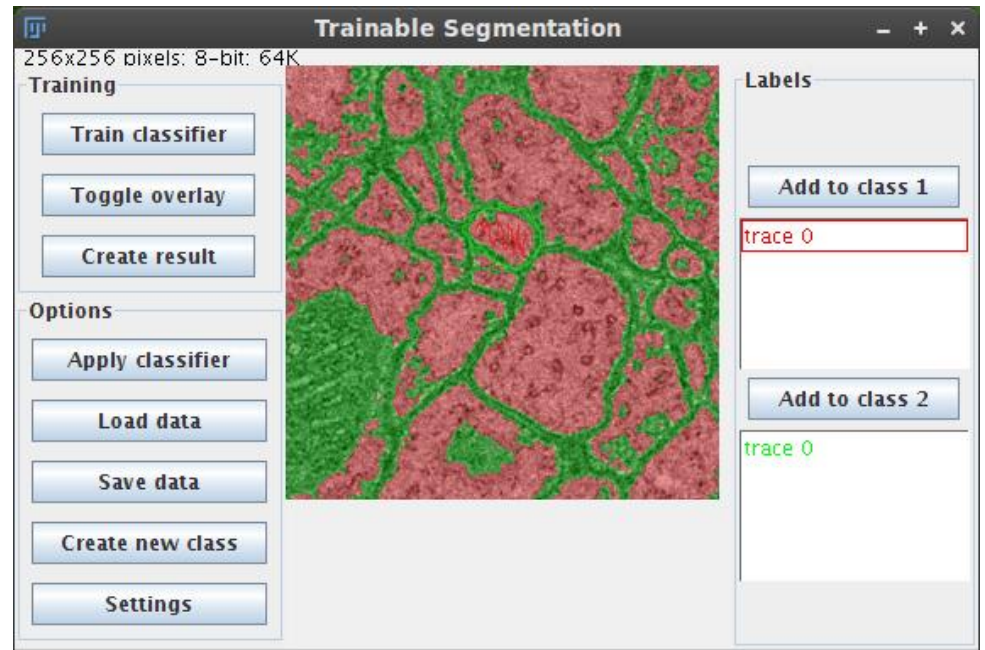 Trainable Segmentation
256x256 pixels; 8-bit; 64K
Training
Train classifier
Toggle overlay
Create result
Options
Apply classifier
Load data
Save data
Create new class
Settings
Labels
Add to class 1
trace 0
Add to class 2
trace 0